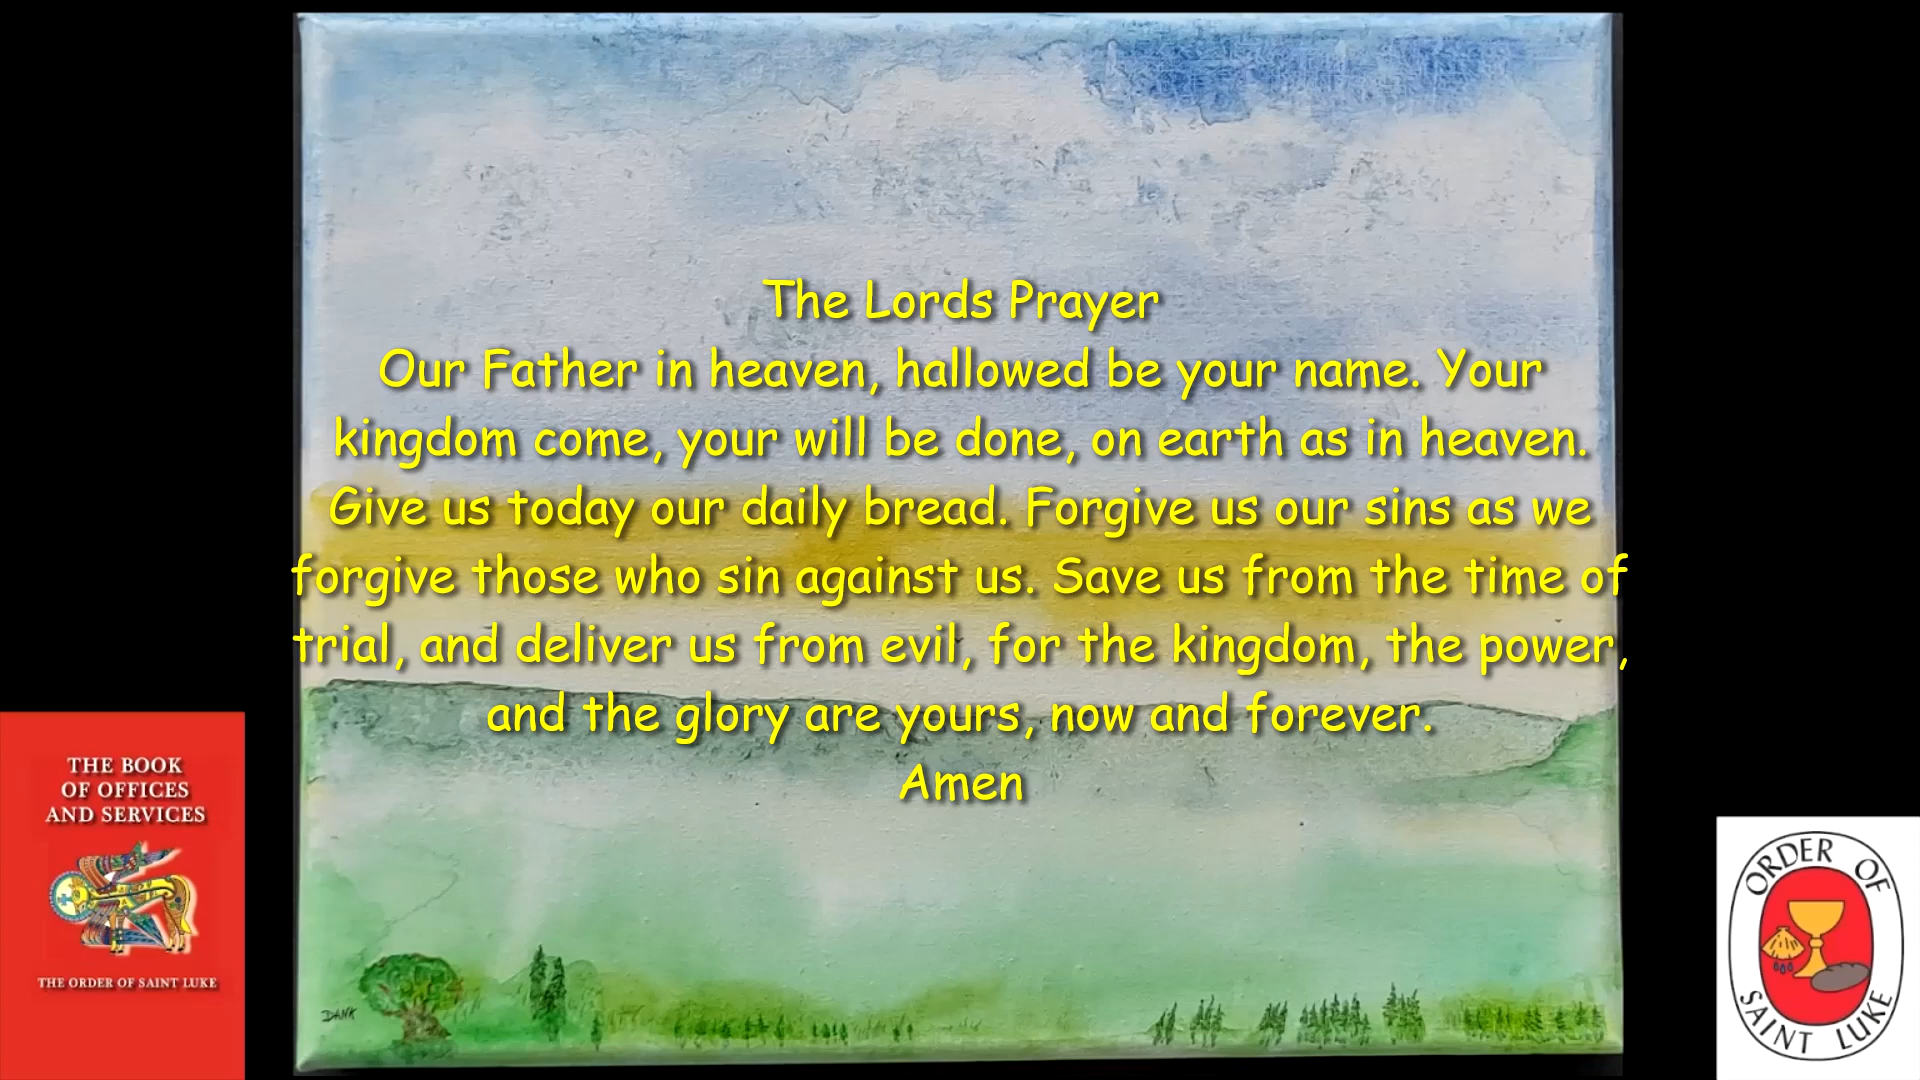 The Lords Prayer
Our Father in heaven, hallowed be your name. Your
kingdom come, your will be done, on earth as in heaven.
Give us today our daily bread. Forgive us our sins as we
forgive those who sin against us. Save us from the time of
trial, and deliver us from evil, for the kingdom, the power,
and the glory are yours, now and forever.
Amen
THE BOOK
OF OFFICES
AND SERVICES
THE ORDER OF SAINT LUKE
DANK
ORDER OF
SAINT LUKE